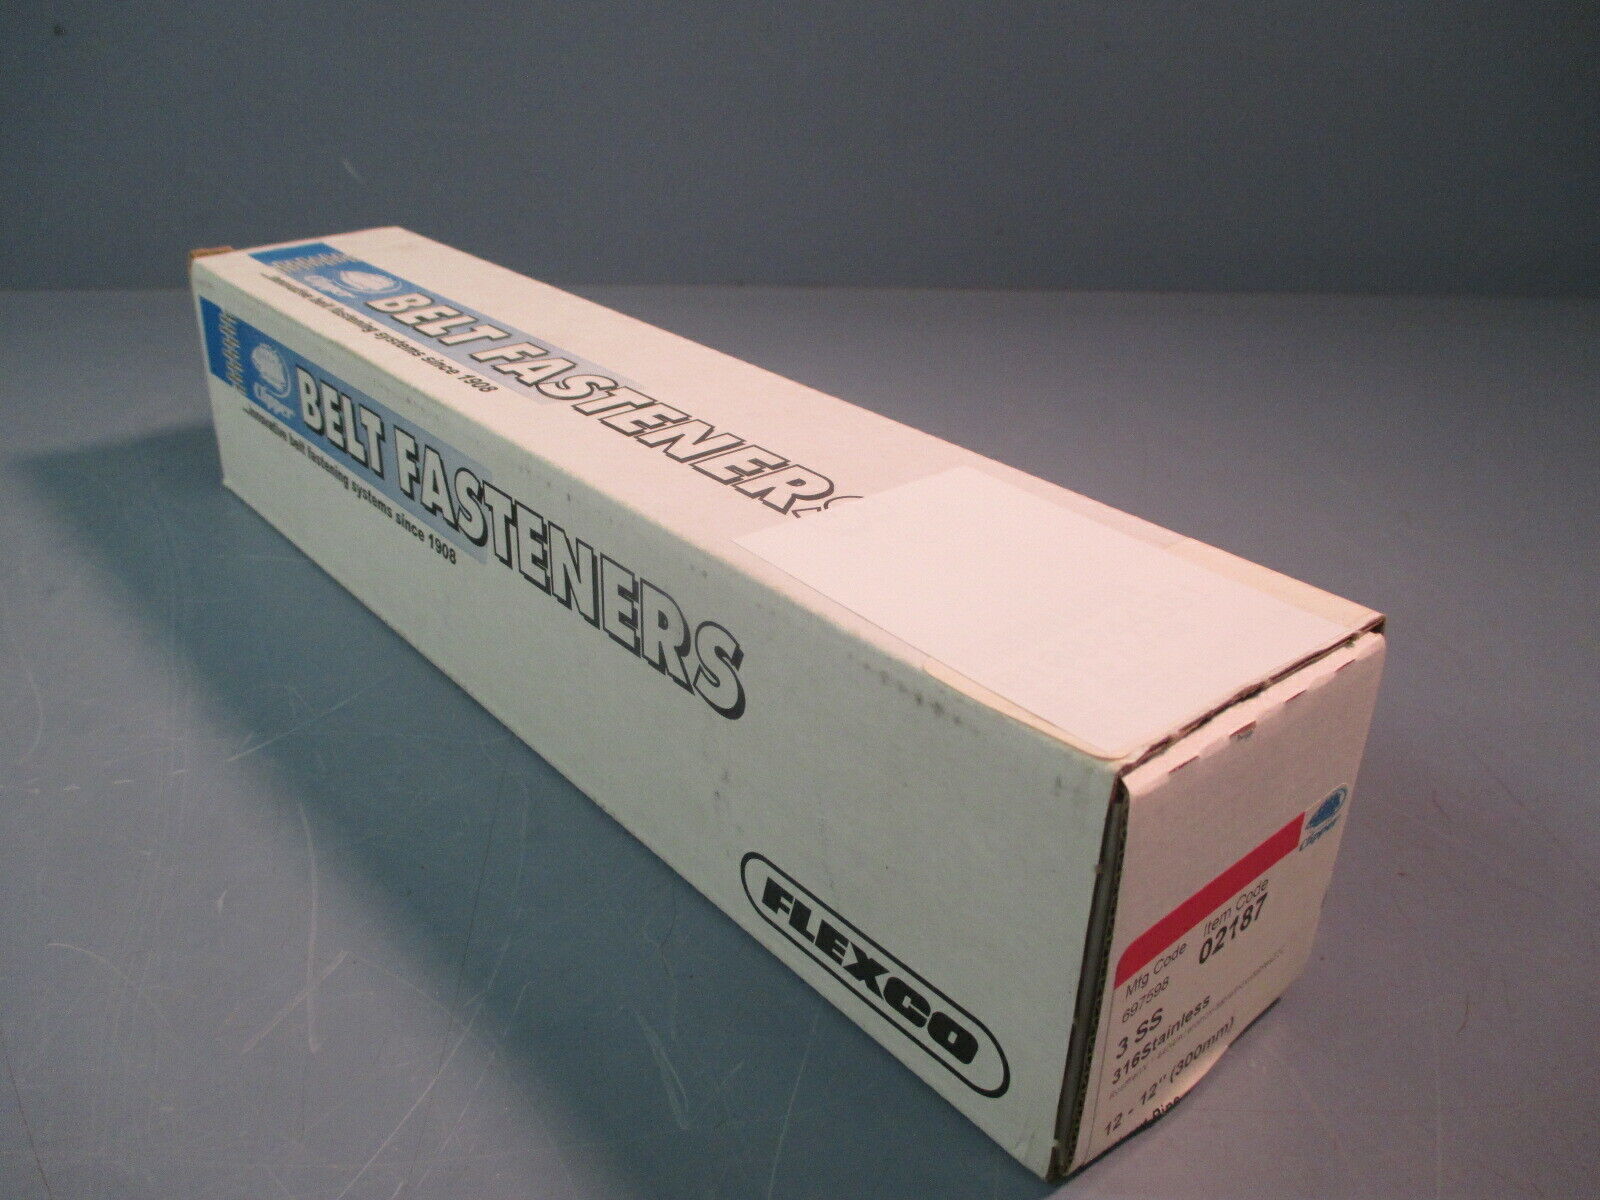 Clipper
BELT FASTENERS
...innovative belt fastening systems since 1908
Clipper
BELT FASTENERS
...innovative belt fastening systems since 1908
FLEXCO
Clipper
Mfg Code Item Code
697598 02187
3 SS
316Stainless
12 - 12" (300mm)